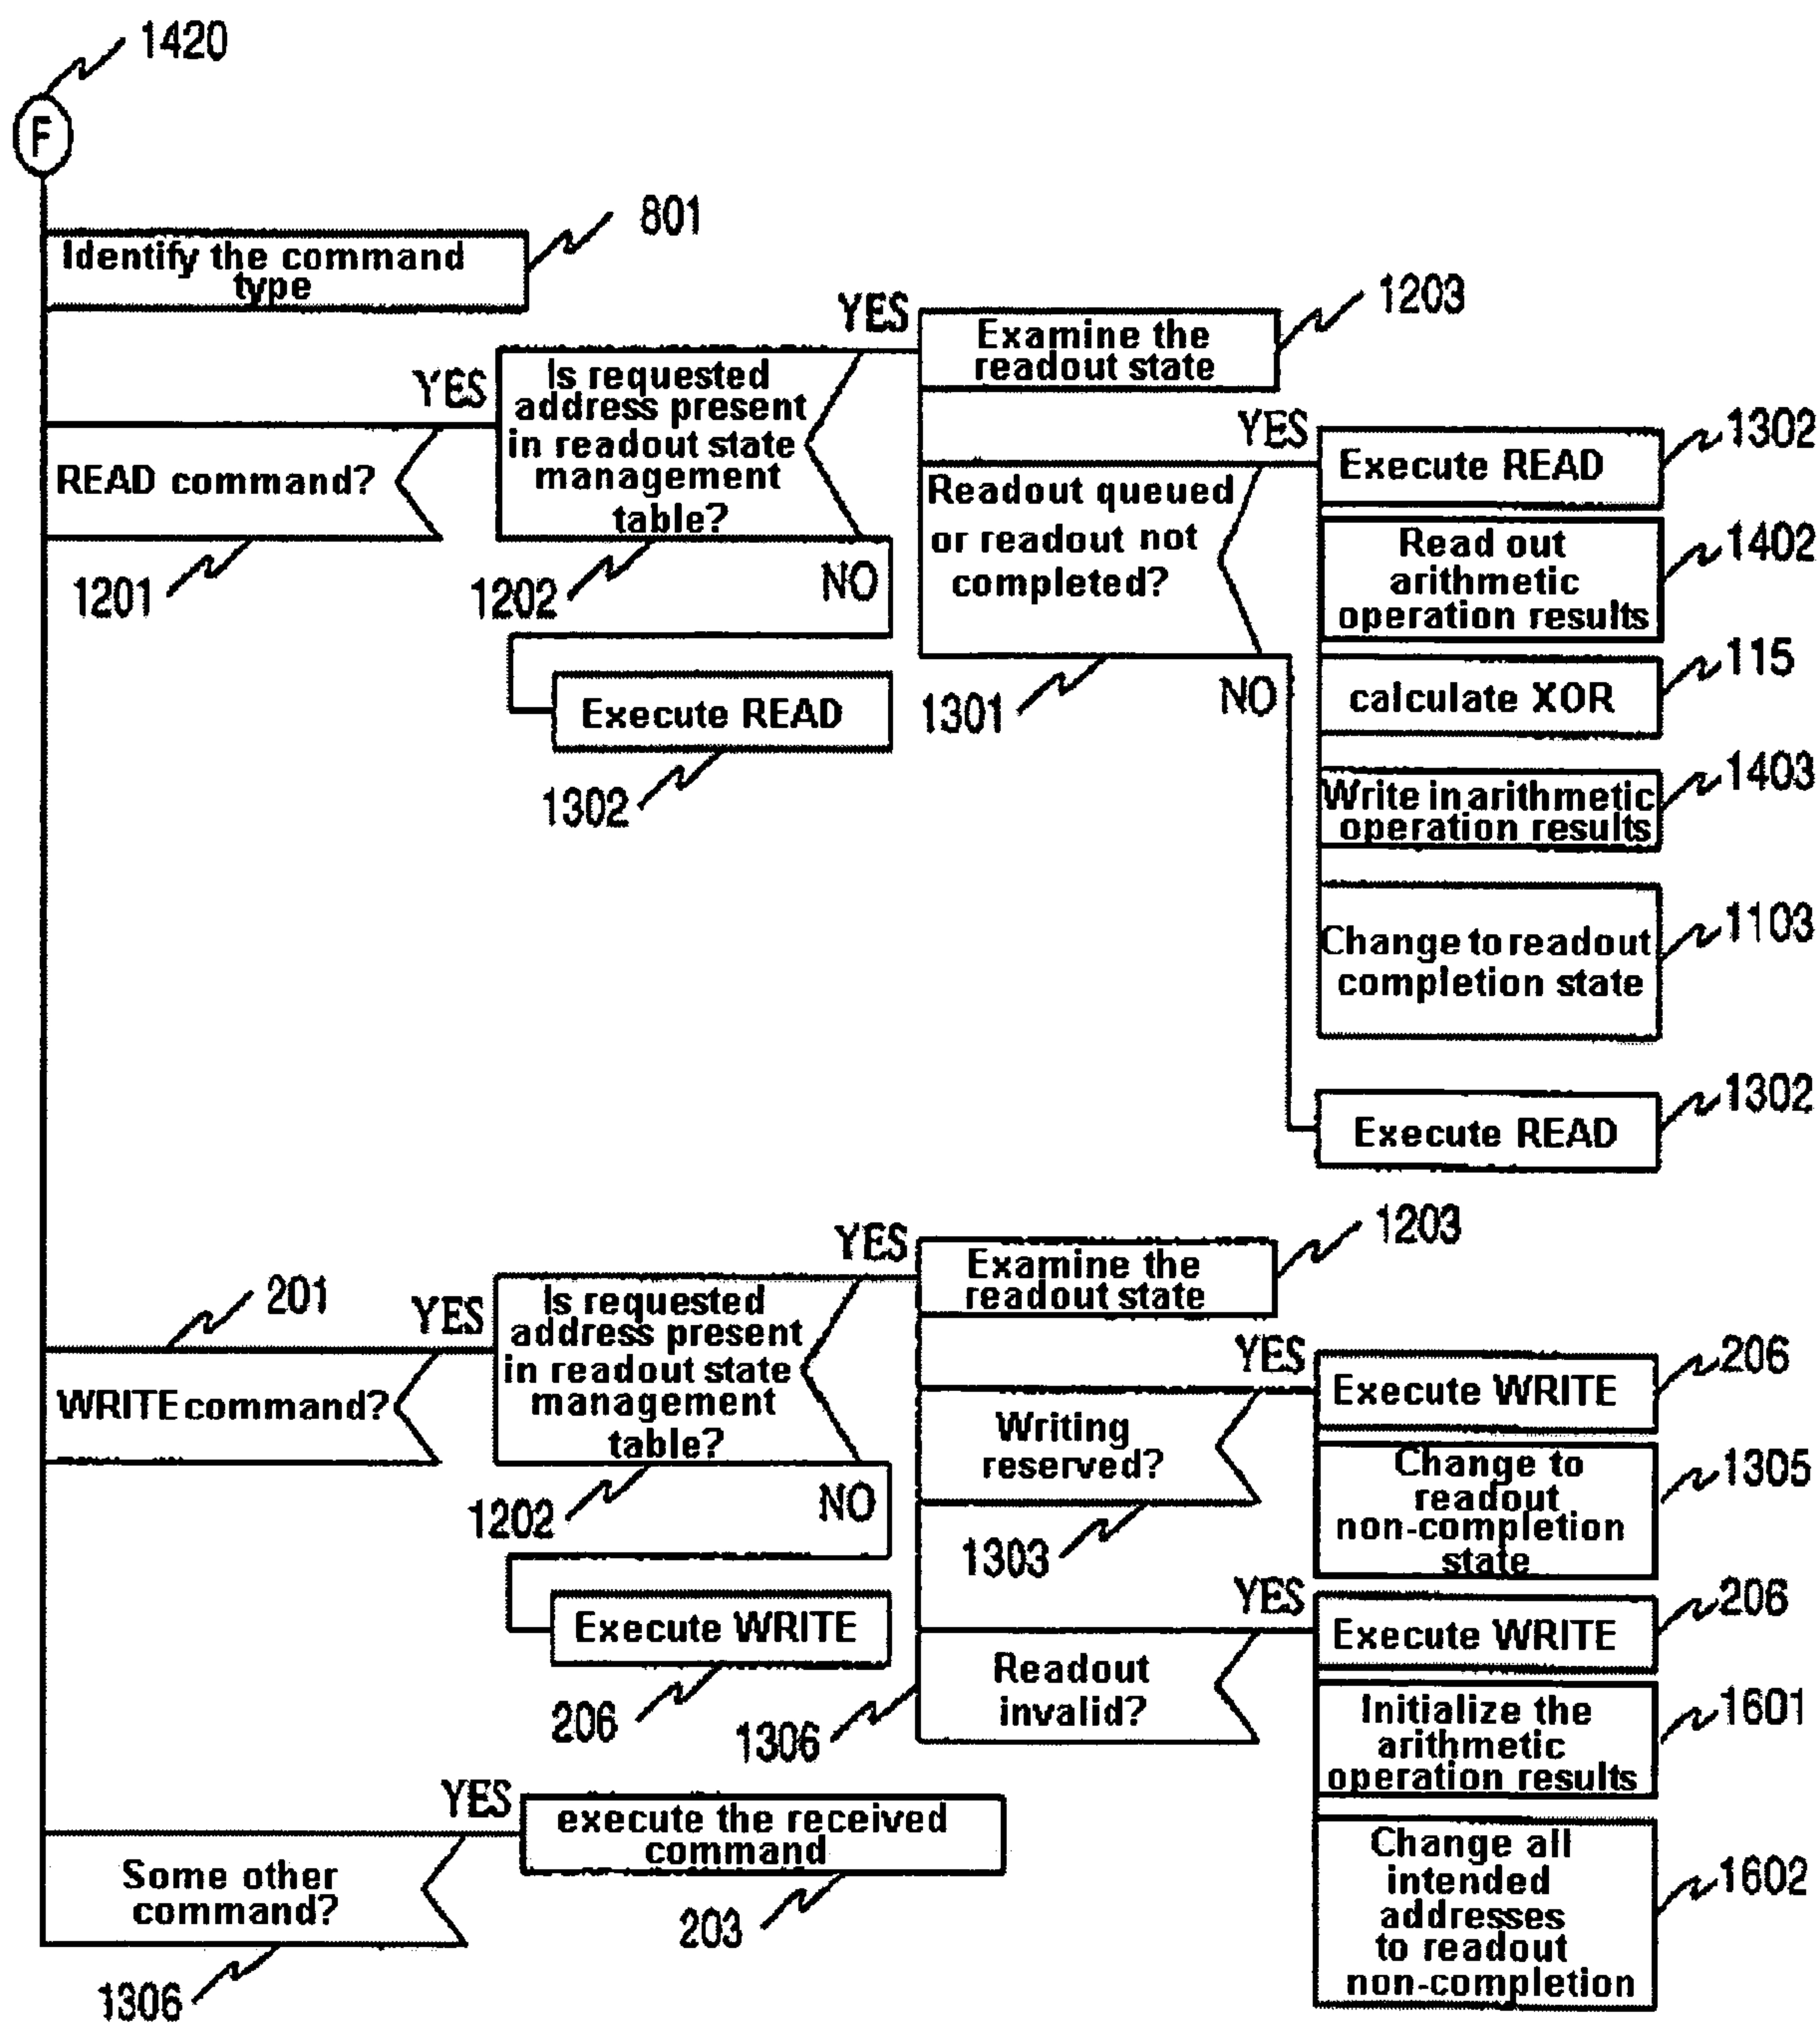 1420
F
801
Identify the command
type
YES
1203
Examine the
readout state
YES
Is requested
address present
in readout state
management
table?
READ command?
1201
1202
NO
Execute READ
1302
YES
Readout queued
or readout not
completed?
1301
NO
Execute READ
1302
Read out
arithmetic
operation results
1402
calculate XOR
115
Write in arithmetic
operation results
1403
Change to readout
completion state
1103
Execute READ
1302
201
WRITE command?
YES
Is requested
address present
in readout state
management
table?
1202
NO
Execute WRITE
206
YES
Examine the
readout state
1203
Writing
reserved?
1303
YES
Execute WRITE
206
Change to
readout
non-completion
state
1305
Readout
invalid?
1306
YES
Execute WRITE
206
Initialize the
arithmetic
operation results
1601
Change all
intended
addresses
to readout
non-completion
1602
Some other
command?
1306
YES
execute the received
command
203